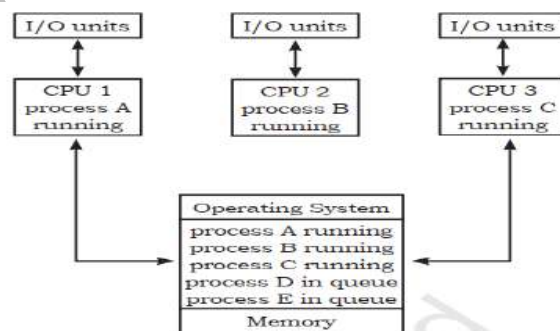 I/O units
I/O units
I/O units
CPU 1
process A
running
CPU 2
process B
running
CPU 3
process C
running
Operating System
process A running
process B running
process C running
process D in queue
process E in queue
Memory